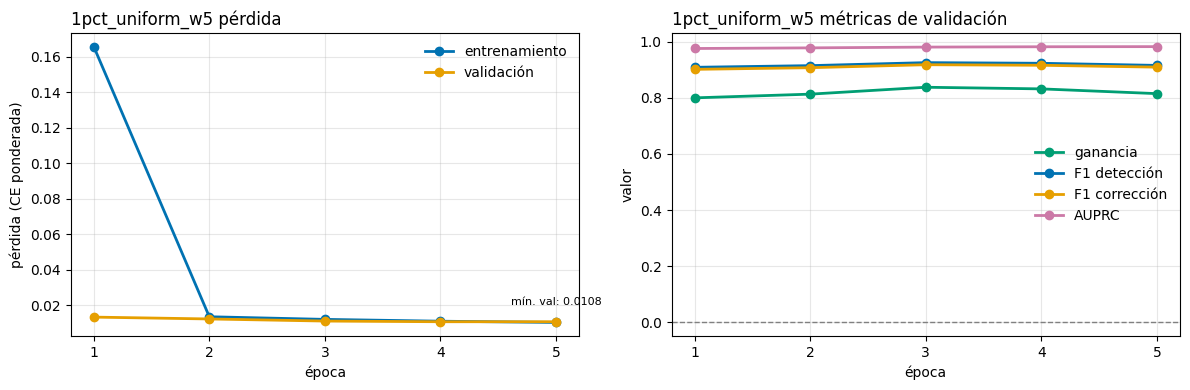 1pct_uniform_w5 pérdida
pérdida (CE ponderada)
0.16
0.14
0.12
0.10
0.08
0.06
0.04
0.02
entrenamiento
validación
mín. val: 0.0108
1 2 3 4 5
época
1pct_uniform_w5 métricas de validación
valor
1.0
0.8
0.6
0.4
0.2
0.0
ganancia
F1 detección
F1 corrección
AUPRC
1 2 3 4 5
época